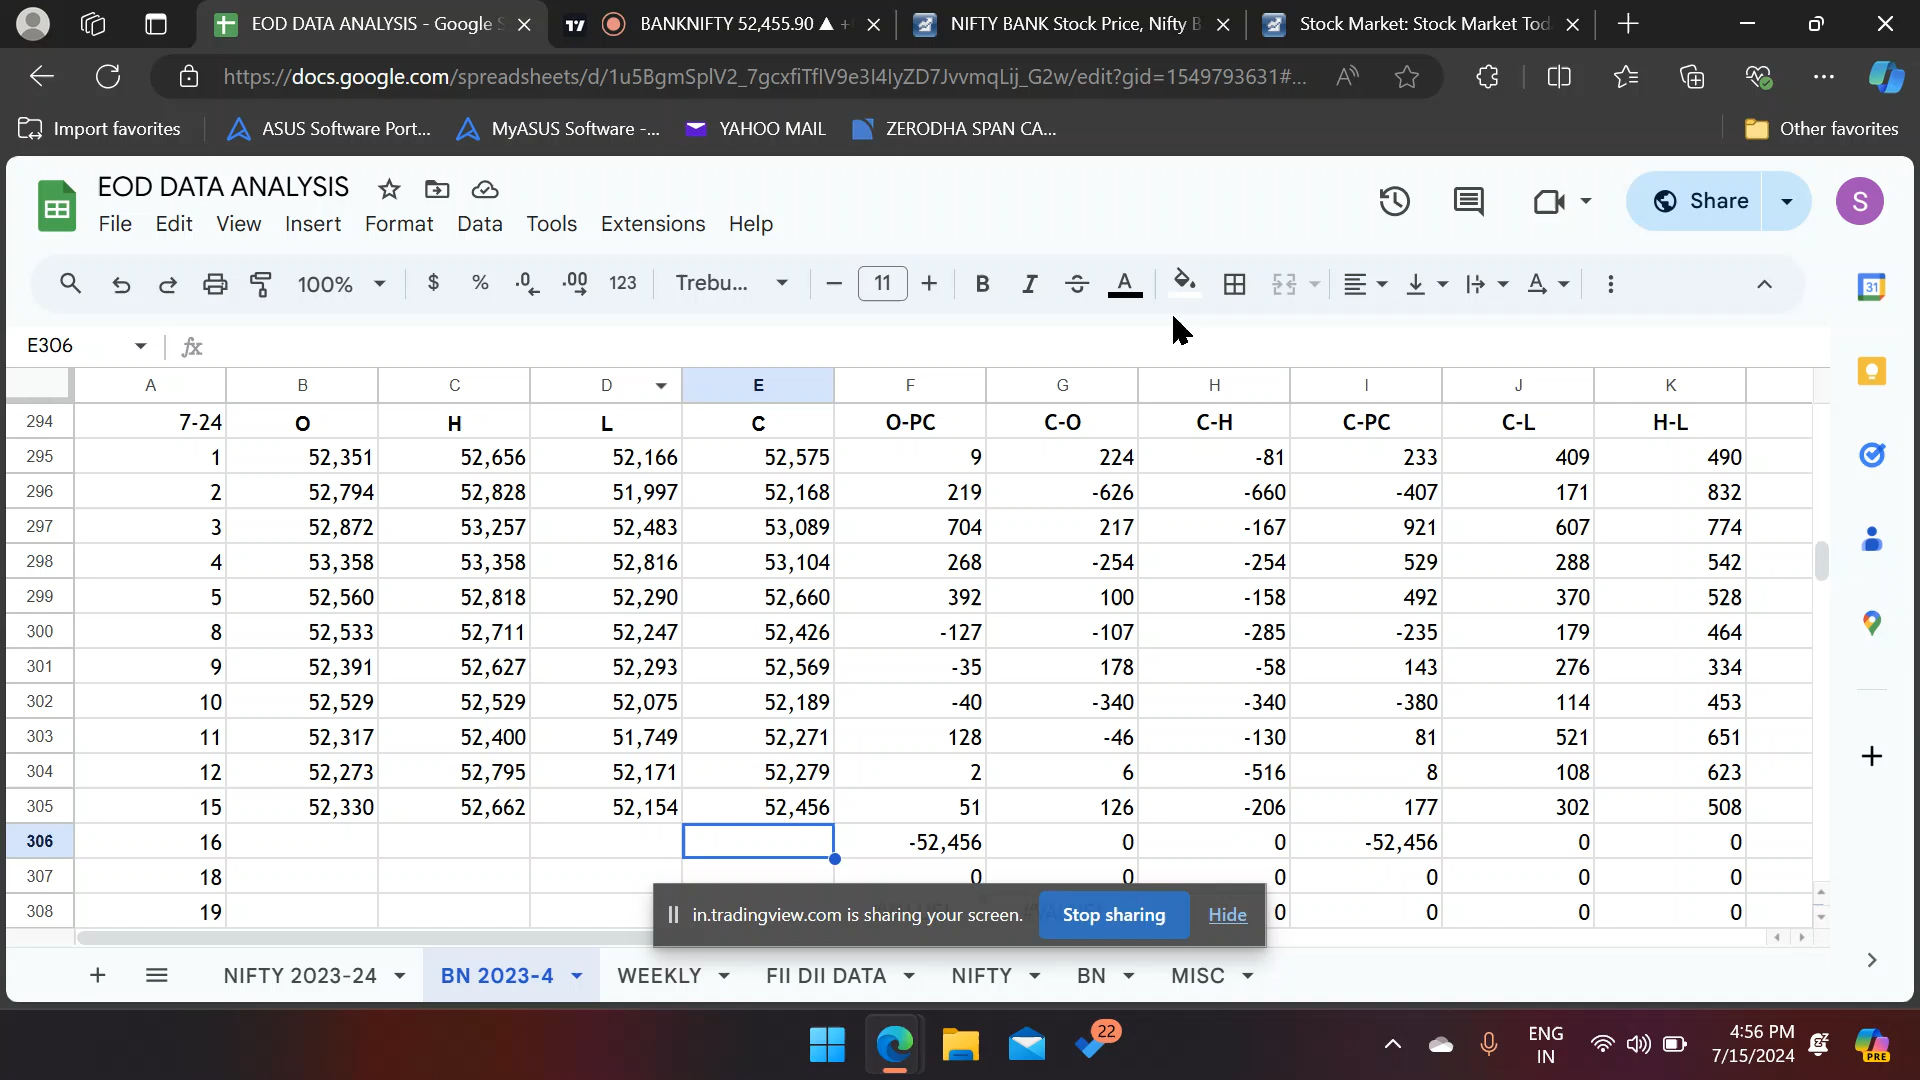 EOD DATA ANALYSIS - Google S
BANKNIFTY 52,455.90 ▲ +
NIFTY BANK Stock Price, Nifty B
Stock Market: Stock Market Tod
https://docs.google.com/spreadsheets/d/1u5BgmSplV2_7gcxfiTfIV9e3I4IyZD7JvvmqLij_G2w/edit?gid=1549793631#...
Import favorites
ASUS Software Port...
MyASUS Software -...
YAHOO MAIL
ZERODHA SPAN CA...
Other favorites
EOD DATA ANALYSIS
Share
S
File Edit View Insert Format Data Tools Extensions Help
100% $ % .0 .00 123 Trebu... 11 B I S A
31
E306 fx
A B C D E F G H I J K
294 7-24 O H L C O-PC C-O C-H C-PC C-L H-L
295 1 52,351 52,656 52,166 52,575 9 224 -81 233 409 490
296 2 52,794 52,828 51,997 52,168 219 -626 -660 -407 171 832
297 3 52,872 53,257 52,483 53,089 704 217 -167 921 607 774
298 4 53,358 53,358 52,816 53,104 268 -254 -254 529 288 542
299 5 52,560 52,818 52,290 52,660 392 100 -158 492 370 528
300 8 52,533 52,711 52,247 52,426 -127 -107 -285 -235 179 464
301 9 52,391 52,627 52,293 52,569 -35 178 -58 143 276 334
302 10 52,529 52,529 52,075 52,189 -40 -340 -340 -380 114 453
303 11 52,317 52,400 51,749 52,271 128 -46 -130 81 521 651
304 12 52,273 52,795 52,171 52,279 2 6 -516 8 108 623
305 15 52,330 52,662 52,154 52,456 51 126 -206 177 302 508
306 16 -52,456 0 0 -52,456 0 0
307 18 0 0 0 0 0 0
308 19 0 0 0 0
in.tradingview.com is sharing your screen. Stop sharing Hide
NIFTY 2023-24 BN 2023-4 WEEKLY FII DII DATA NIFTY BN MISC
22
ENG
IN
4:56 PM
7/15/2024
PRE